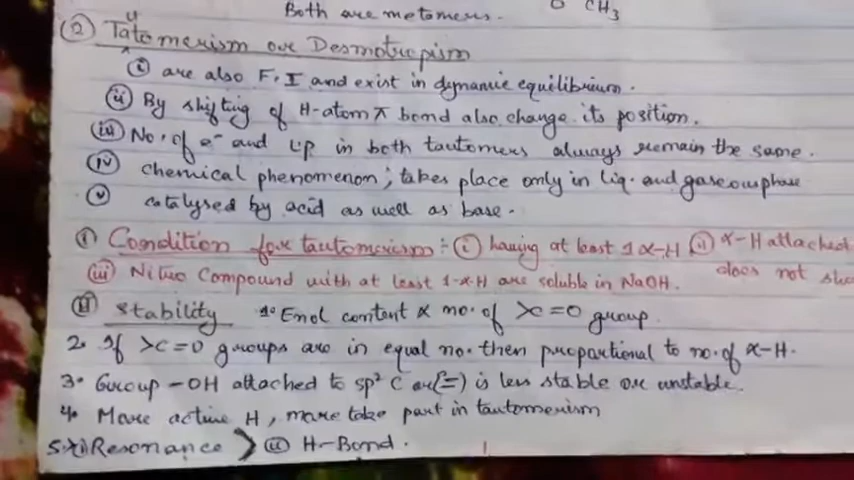 Both are metomers. O CH3
② Tautomerism or Desmotropism
ⓘ are also F.I and exist in dynamic equilibrium.
ⓘⓘ By shifting of H-atom π bond also change its position.
ⓘⓘⓘ No. of e⁻ and l.p in both tautomers always remain the same.
ⓘⓥ chemical phenomenon; takes place only in liq. and gaseous phase
ⓥ catalysed by acid as well as base.
ⓘ Condition for tautomerism :- ⓘ having at least 1 α-H ⓘⓘ α-H attached
does not sho
ⓘⓘⓘ Nitro Compound with at least 1-α-H are soluble in NaOH.
ⓘⓘ Stability 1. Enol content ∝ no. of >C=O group.
2. If >C=O groups are in equal no. then proportional to no. of α-H.
3. Group -OH attached to sp² C or (=) is less stable or unstable.
4. More active H, more take part in tautomerism
5. i) Resonance > ⓘⓘ H-Bond.